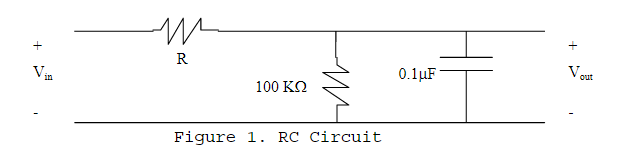 +
V_in
-
R
100 KΩ
0.1μF
+
V_out
-
Figure 1. RC Circuit